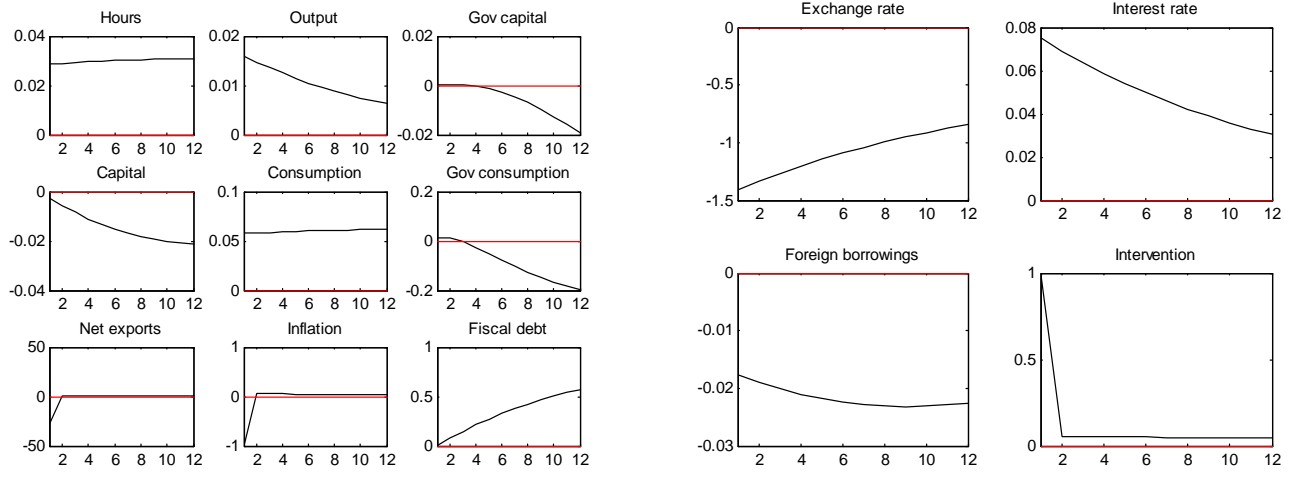 Hours
Output
Gov capital
0.04
0.02
0
2 4 6 8 10 12
0.02
0.01
0
2 4 6 8 10 12
0.02
0
-0.02
2 4 6 8 10 12
Capital
Consumption
Gov consumption
0
-0.02
-0.04
2 4 6 8 10 12
0.1
0.05
0
2 4 6 8 10 12
0.2
0
-0.2
2 4 6 8 10 12
Net exports
Inflation
Fiscal debt
50
0
-50
2 4 6 8 10 12
1
0
-1
2 4 6 8 10 12
1
0.5
0
2 4 6 8 10 12
Exchange rate
Interest rate
0
-0.5
-1
-1.5
2 4 6 8 10 12
0.08
0.06
0.04
0.02
0
2 4 6 8 10 12
Foreign borrowings
Intervention
0
-0.01
-0.02
-0.03
2 4 6 8 10 12
1
0.5
0
2 4 6 8 10 12